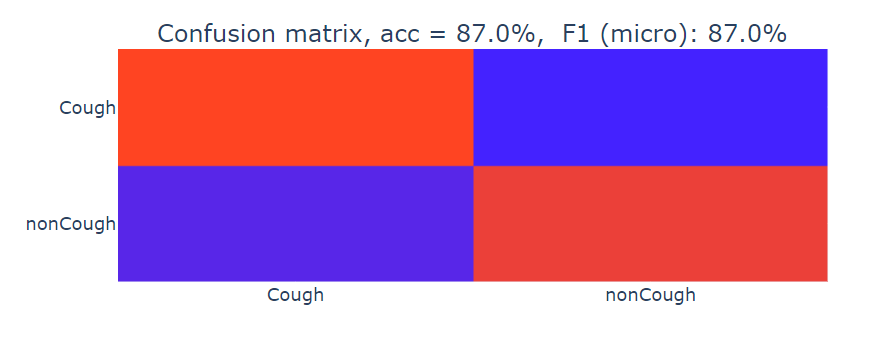 Confusion matrix, acc = 87.0%,  F1 (micro): 87.0%
Cough
nonCough
Cough nonCough